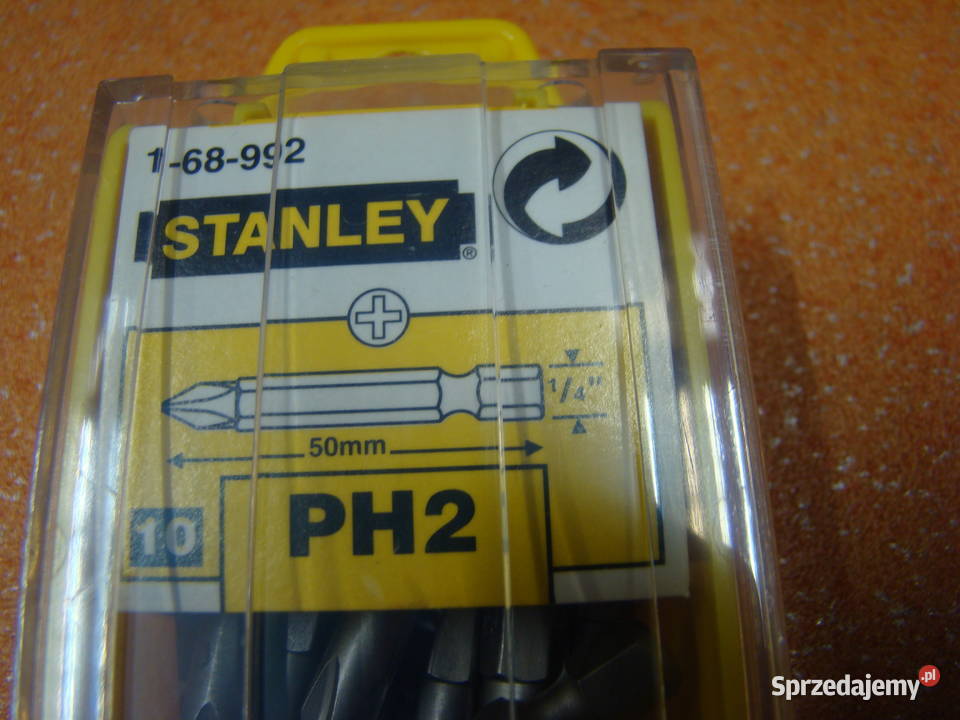 1-68-992
STANLEY®
1/4"
50mm
10
PH2
Sprzedajemy.pl